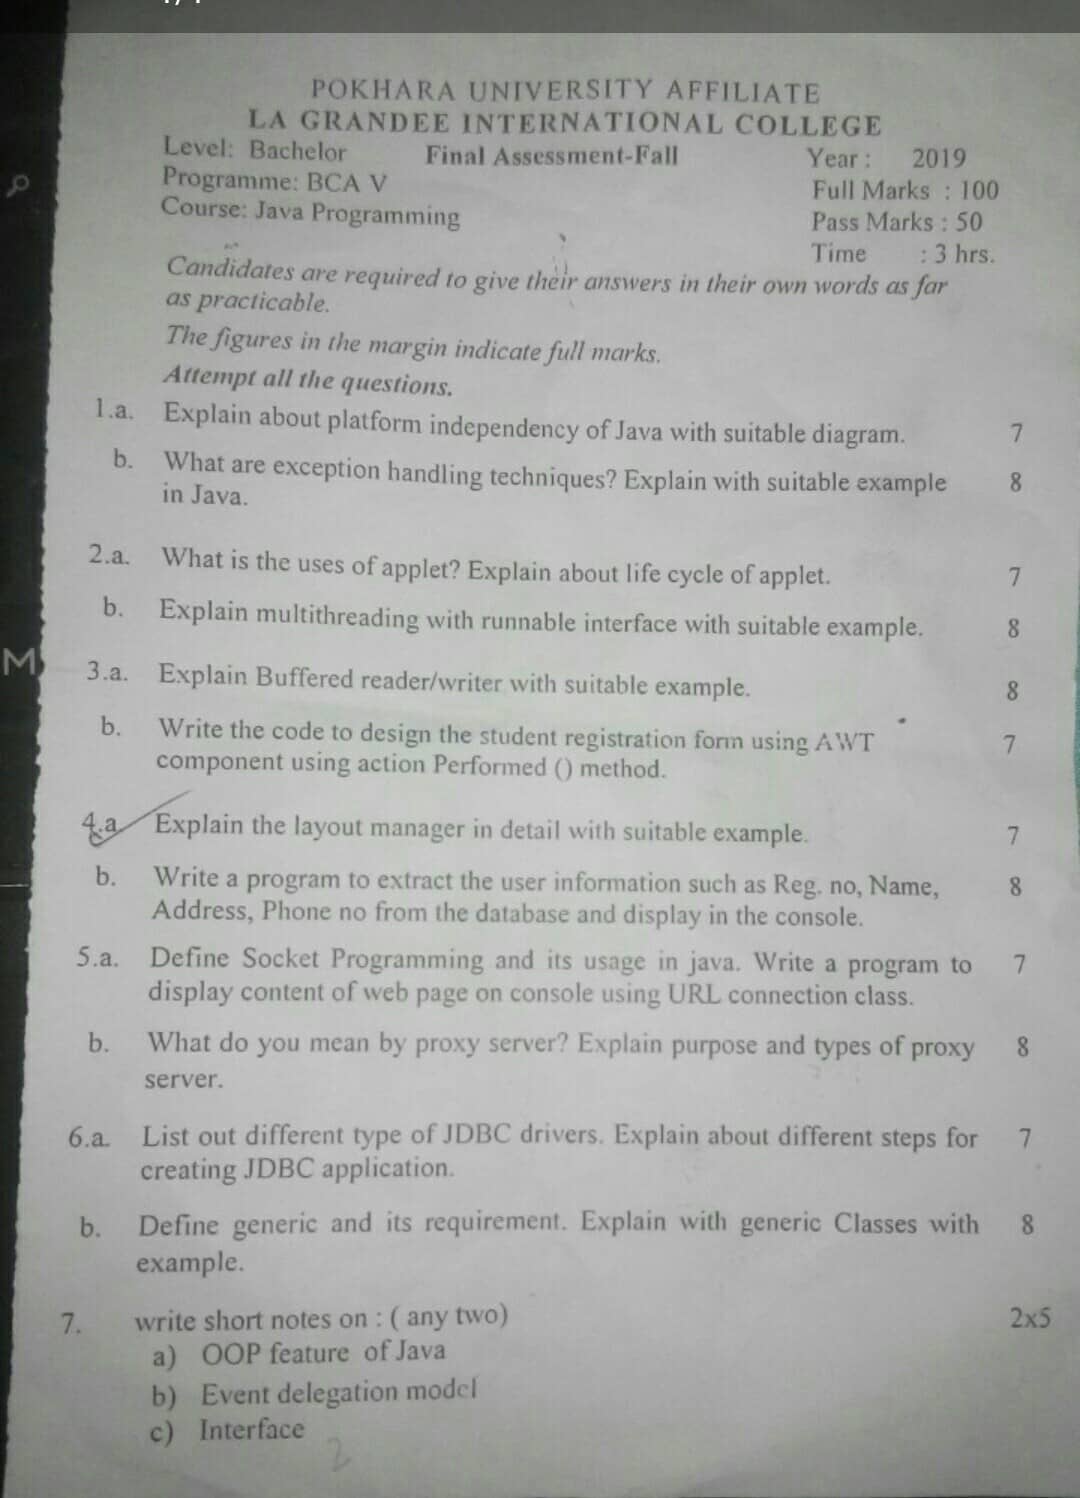 POKHARA UNIVERSITY AFFILIATE
LA GRANDEE INTERNATIONAL COLLEGE
Level: Bachelor Final Assessment-Fall Year : 2019
Programme: BCA V Full Marks : 100
Course: Java Programming Pass Marks : 50
Time : 3 hrs.
Candidates are required to give their answers in their own words as far
as practicable.
The figures in the margin indicate full marks.
Attempt all the questions.
1.a. Explain about platform independency of Java with suitable diagram. 7
b. What are exception handling techniques? Explain with suitable example 8
in Java.
2.a. What is the uses of applet? Explain about life cycle of applet. 7
b. Explain multithreading with runnable interface with suitable example. 8
M
3.a. Explain Buffered reader/writer with suitable example. 8
b. Write the code to design the student registration form using AWT 7
component using action Performed () method.
4.a Explain the layout manager in detail with suitable example. 7
b. Write a program to extract the user information such as Reg. no, Name, 8
Address, Phone no from the database and display in the console.
5.a. Define Socket Programming and its usage in java. Write a program to 7
display content of web page on console using URL connection class.
b. What do you mean by proxy server? Explain purpose and types of proxy 8
server.
6.a. List out different type of JDBC drivers. Explain about different steps for 7
creating JDBC application.
b. Define generic and its requirement. Explain with generic Classes with 8
example.
7. write short notes on : ( any two) 2x5
a) OOP feature of Java
b) Event delegation model
c) Interface
2